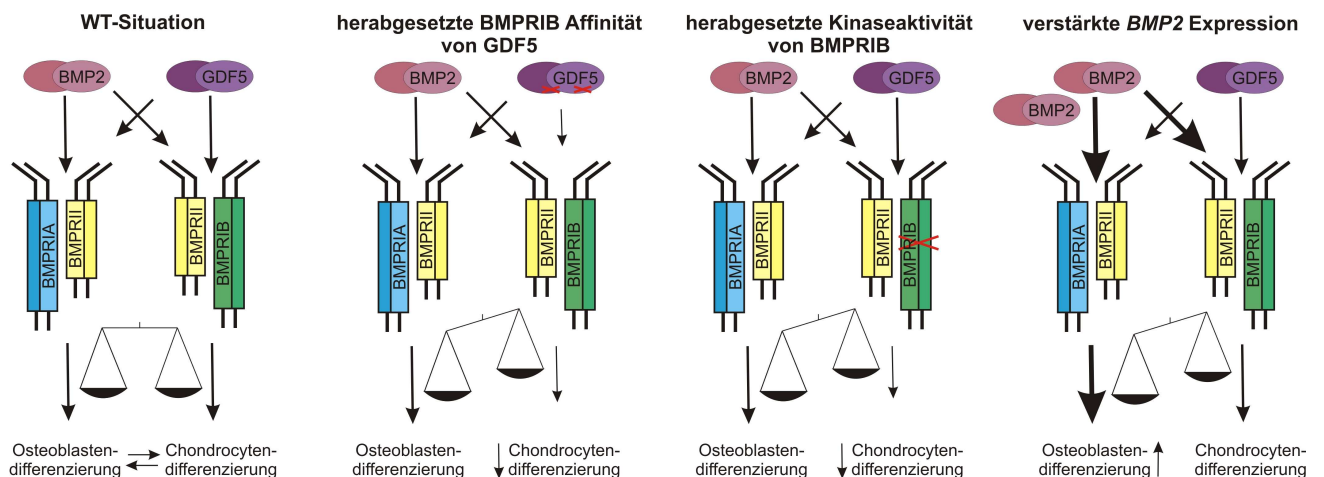 WT-Situation
BMP2
GDF5
BMPRIA
BMPRII
BMPRII
BMPRIB
Osteoblasten-
differenzierung
Chondrocyten-
differenzierung
herabgesetzte BMPRIB Affinität
von GDF5
BMP2
GDF5
BMPRIA
BMPRII
BMPRII
BMPRIB
Osteoblasten-
differenzierung
Chondrocyten-
differenzierung
herabgesetzte Kinaseaktivität
von BMPRIB
BMP2
GDF5
BMPRIA
BMPRII
BMPRII
BMPRIB
Osteoblasten-
differenzierung
Chondrocyten-
differenzierung
verstärkte BMP2 Expression
BMP2
BMP2
GDF5
BMPRIA
BMPRII
BMPRII
BMPRIB
Osteoblasten-
differenzierung
Chondrocyten-
differenzierung